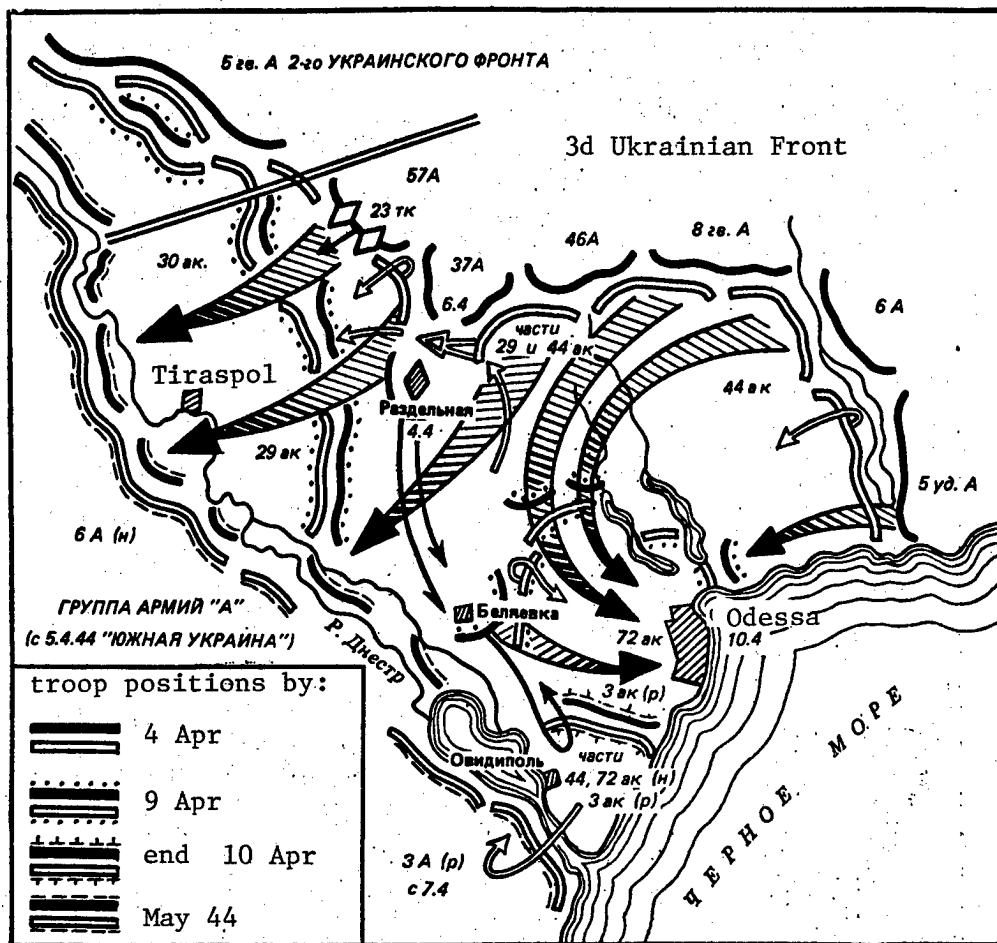 5 гв. А 2-го УКРАИНСКОГО ФРОНТА
3d Ukrainian Front
57А
23 тк
30 ак.
37А
6.4
46А
8 гв. А
6 А
части
29 и 44 ак
44 ак
Tiraspol
Раздельная
4.4
29 ак
5 уд. А
6 А (н)
ГРУППА АРМИЙ "А"
(с 5.4.44 "ЮЖНАЯ УКРАИНА")
Р. Днестр
Беляевка
72 ак
Odessa
10.4
3 ак (р)
Овидиполь
части
44, 72 ак (н)
3 ак (р)
3 А (р)
с 7.4
ЧЕРНОЕ МОРЕ
troop positions by:
4 Apr
9 Apr
end 10 Apr
May 44